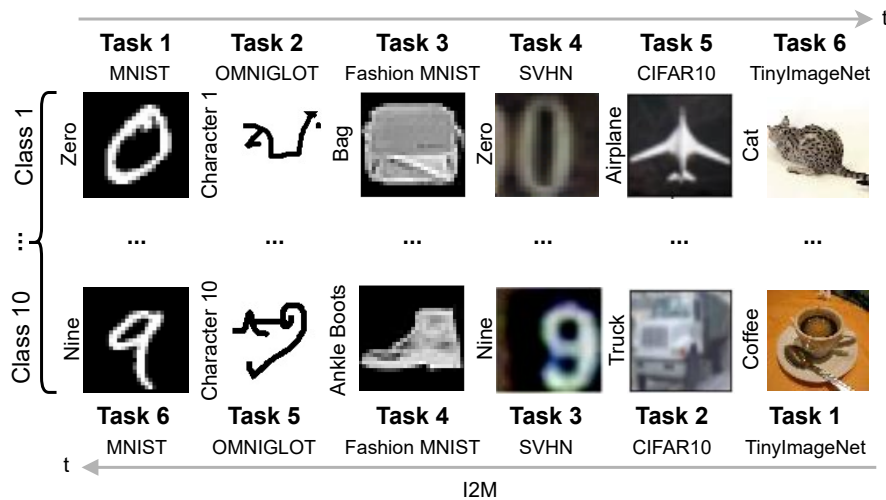 t
Task 1 Task 2 Task 3 Task 4 Task 5 Task 6
MNIST OMNIGLOT Fashion MNIST SVHN CIFAR10 TinyImageNet
Class 1 Zero Character 1 Bag Zero Airplane Cat
... ... ... ... ... ... ...
Class 10 Nine Character 10 Ankle Boots Nine Truck Coffee
Task 6 Task 5 Task 4 Task 3 Task 2 Task 1
MNIST OMNIGLOT Fashion MNIST SVHN CIFAR10 TinyImageNet
t
I2M